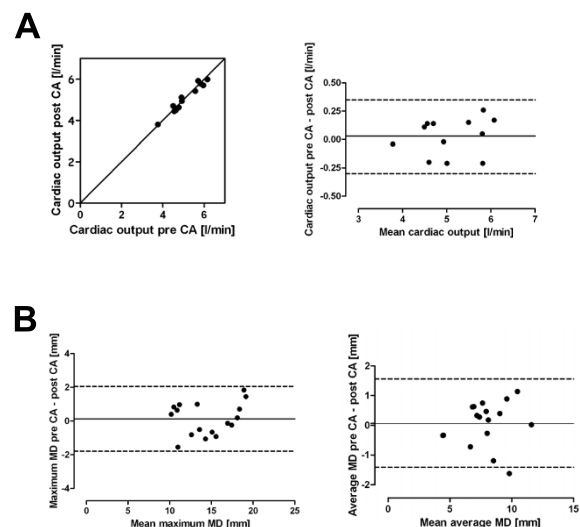 A
Cardiac output post CA [l/min]
6
4
2
0
0 2 4 6
Cardiac output pre CA [l/min]
Cardiac output pre CA - post CA [l/min]
0.50
0.25
0.00
-0.25
-0.50
3 4 5 6 7
Mean cardiac output [l/min]
B
Maximum MD pre CA - post CA [mm]
4
2
0
-2
-4
0 5 10 15 20 25
Mean maximum MD [mm]
Average MD pre CA - post CA [mm]
2
1
0
-1
-2
0 5 10 15
Mean average MD [mm]